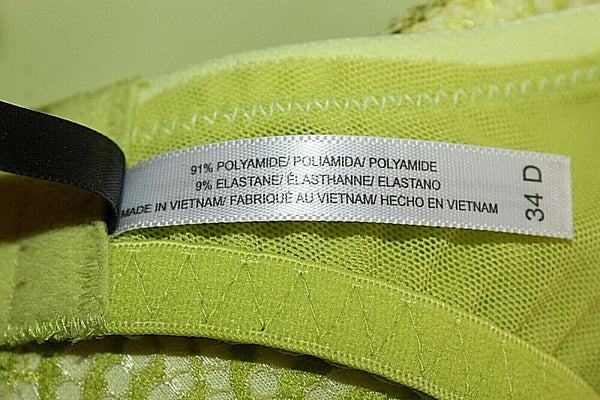 91% POLYAMIDE/ POLIAMIDA/ POLYAMIDE
9% ELASTANE/ ÉLASTHANNE/ ELASTANO
MADE IN VIETNAM/ FABRIQUÉ AU VIETNAM/ HECHO EN VIETNAM
34 D